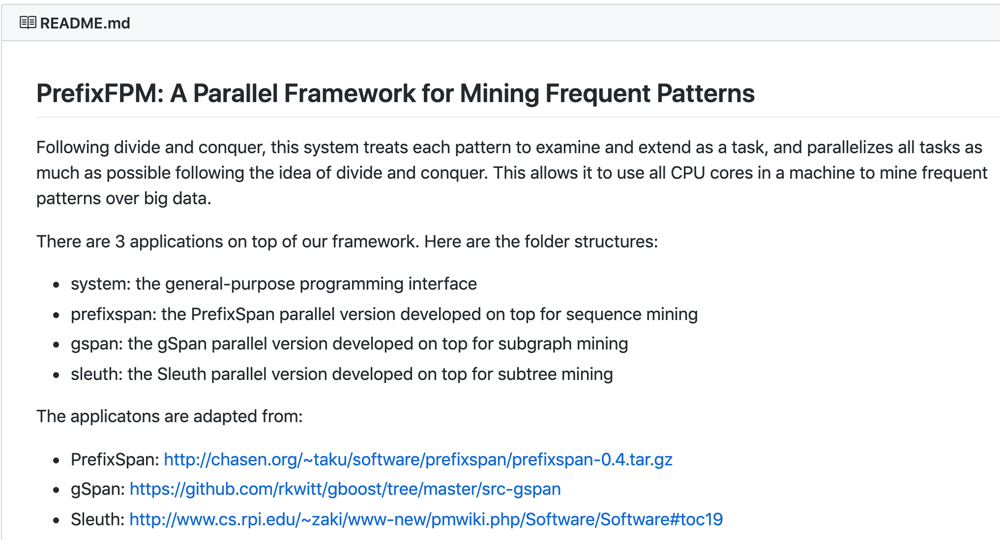 README.md
PrefixFPM: A Parallel Framework for Mining Frequent Patterns
Following divide and conquer, this system treats each pattern to examine and extend as a task, and parallelizes all tasks as
much as possible following the idea of divide and conquer. This allows it to use all CPU cores in a machine to mine frequent
patterns over big data.
There are 3 applications on top of our framework. Here are the folder structures:
• system: the general-purpose programming interface
• prefixspan: the PrefixSpan parallel version developed on top for sequence mining
• gspan: the gSpan parallel version developed on top for subgraph mining
• sleuth: the Sleuth parallel version developed on top for subtree mining
The applicatons are adapted from:
• PrefixSpan: http://chasen.org/~taku/software/prefixspan/prefixspan-0.4.tar.gz
• gSpan: https://github.com/rkwitt/gboost/tree/master/src-gspan
• Sleuth: http://www.cs.rpi.edu/~zaki/www-new/pmwiki.php/Software/Software#toc19